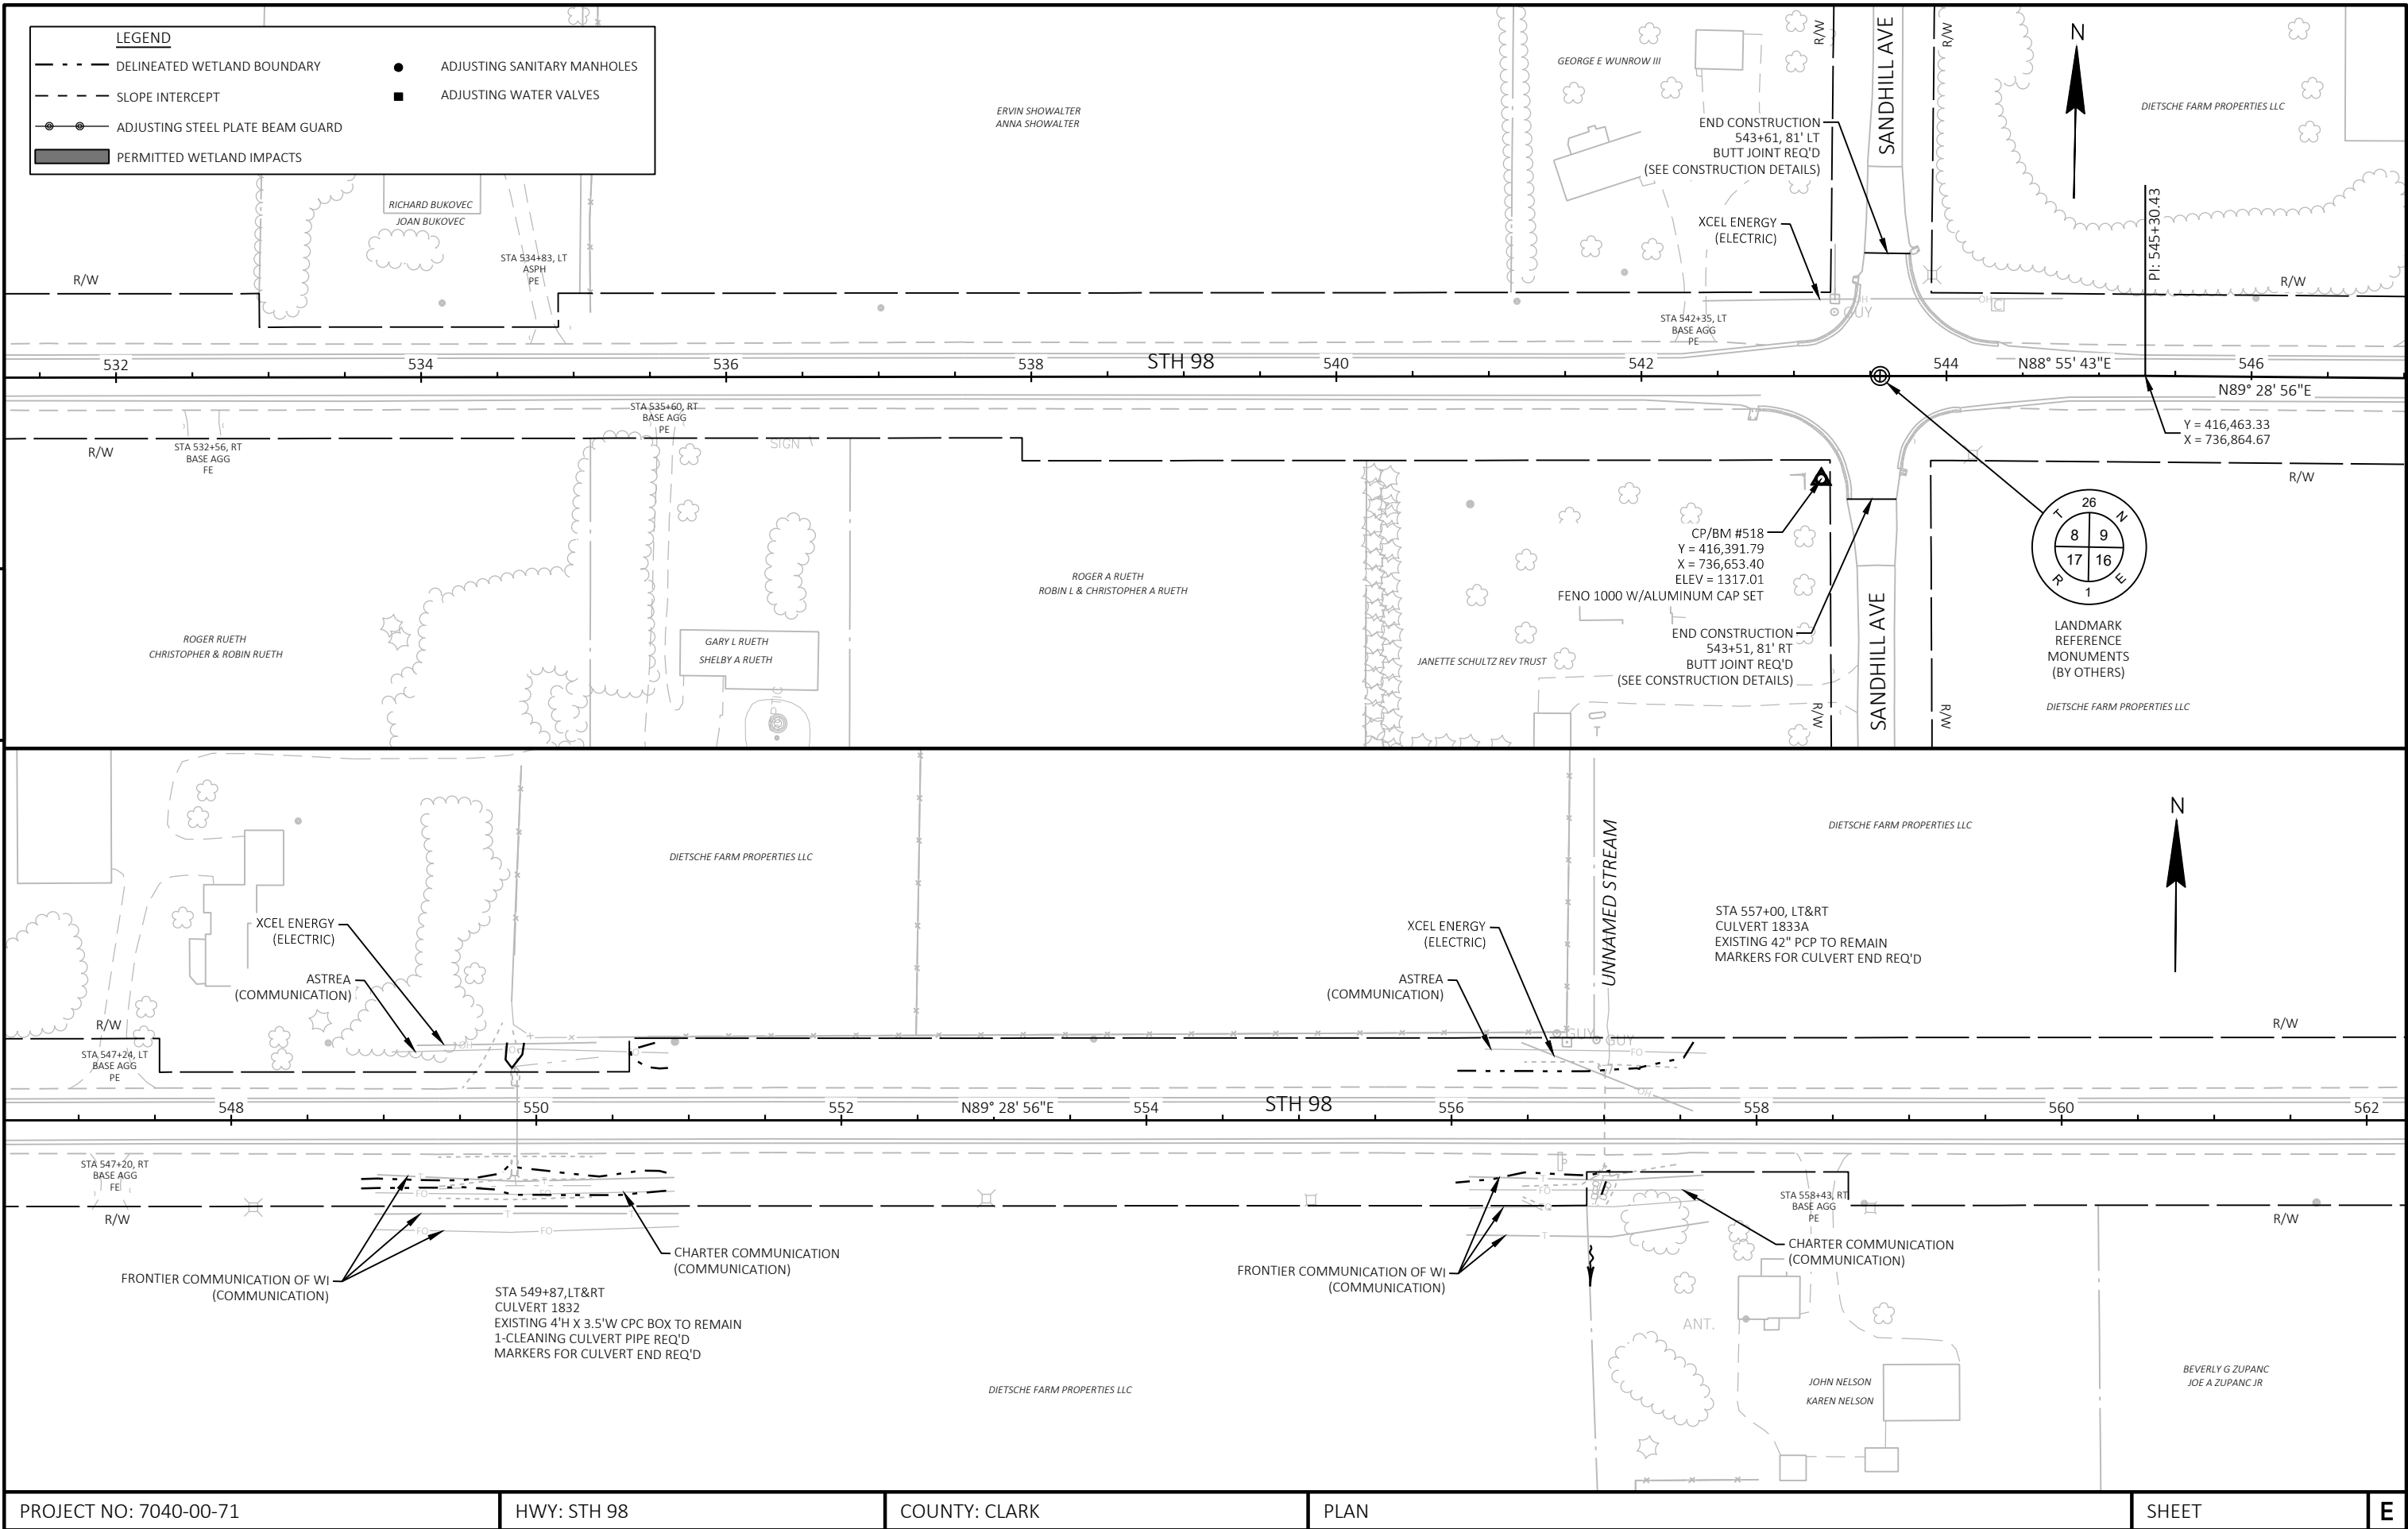 LEGEND
DELINEATED WETLAND BOUNDARY
SLOPE INTERCEPT
ADJUSTING STEEL PLATE BEAM GUARD
PERMITTED WETLAND IMPACTS
ADJUSTING SANITARY MANHOLES
ADJUSTING WATER VALVES
RICHARD BUKOVEC
JOAN BUKOVEC
STA 534+83, LT
ASPH
PE
R/W
ERVIN SHOWALTER
ANNA SHOWALTER
GEORGE E WUNROW III
END CONSTRUCTION
543+61, 81' LT
BUTT JOINT REQ'D
(SEE CONSTRUCTION DETAILS)
XCEL ENERGY
(ELECTRIC)
R/W
SANDHILL AVE
R/W
N
DIETSCHE FARM PROPERTIES LLC
PI: 545+30.43
R/W
OH
OH
C
GUY
STA 542+35, LT
BASE AGG
PE
532
534
536
538
STH 98
540
542
544
N88° 55' 43"E
546
N89° 28' 56"E
Y = 416,463.33
X = 736,864.67
R/W
STA 532+56, RT
BASE AGG
FE
STA 535+60, RT
BASE AGG
PE
SIGN
R/W
ROGER RUETH
CHRISTOPHER & ROBIN RUETH
GARY L RUETH
SHELBY A RUETH
ROGER A RUETH
ROBIN L & CHRISTOPHER A RUETH
CP/BM #518
Y = 416,391.79
X = 736,653.40
ELEV = 1317.01
FENO 1000 W/ALUMINUM CAP SET
END CONSTRUCTION
543+51, 81' RT
BUTT JOINT REQ'D
(SEE CONSTRUCTION DETAILS)
JANETTE SCHULTZ REV TRUST
T
R/W
SANDHILL AVE
R/W
26
T N
8 9
17 16
R E
1
LANDMARK
REFERENCE
MONUMENTS
(BY OTHERS)
DIETSCHE FARM PROPERTIES LLC
DIETSCHE FARM PROPERTIES LLC
XCEL ENERGY
(ELECTRIC)
ASTREA
(COMMUNICATION)
R/W
STA 547+24, LT
BASE AGG
PE
XCEL ENERGY
(ELECTRIC)
ASTREA
(COMMUNICATION)
UNNAMED STREAM
GUY
GUY
FO
OH
DIETSCHE FARM PROPERTIES LLC
STA 557+00, LT&RT
CULVERT 1833A
EXISTING 42" PCP TO REMAIN
MARKERS FOR CULVERT END REQ'D
N
R/W
548
550
552
N89° 28' 56"E
554
STH 98
556
558
560
562
STA 547+20, RT
BASE AGG
FE
R/W
T
FO
T
FO
FO
FRONTIER COMMUNICATION OF WI
(COMMUNICATION)
CHARTER COMMUNICATION
(COMMUNICATION)
STA 549+87,LT&RT
CULVERT 1832
EXISTING 4'H X 3.5'W CPC BOX TO REMAIN
1-CLEANING CULVERT PIPE REQ'D
MARKERS FOR CULVERT END REQ'D
P
T
FO
T
FRONTIER COMMUNICATION OF WI
(COMMUNICATION)
STA 558+43, RT
BASE AGG
PE
CHARTER COMMUNICATION
(COMMUNICATION)
R/W
ANT.
DIETSCHE FARM PROPERTIES LLC
JOHN NELSON
KAREN NELSON
BEVERLY G ZUPANC
JOE A ZUPANC JR
PROJECT NO: 7040-00-71
HWY: STH 98
COUNTY: CLARK
PLAN
SHEET
E